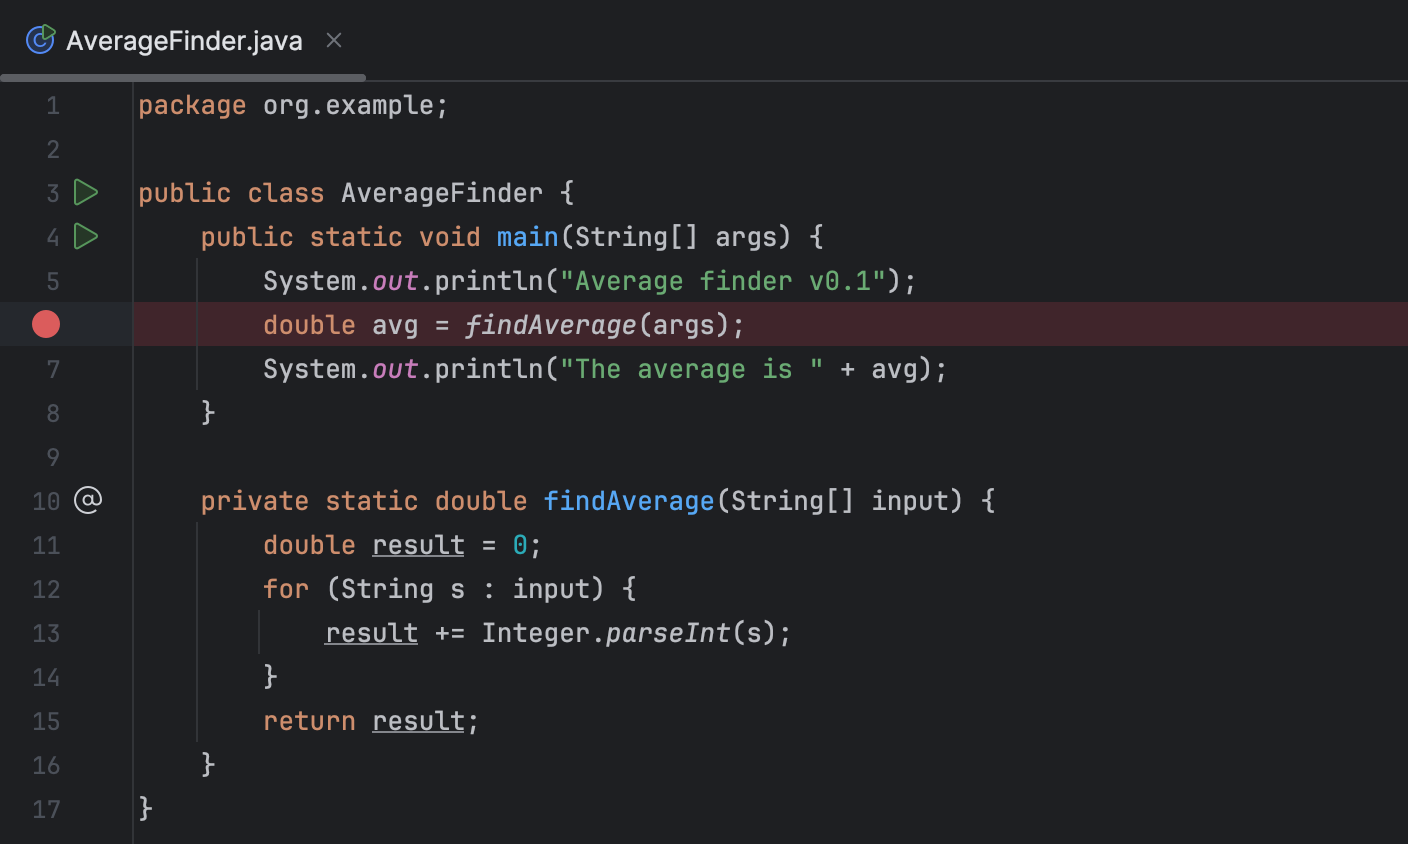 AverageFinder.java
1 package org.example;
2
3 public class AverageFinder {
4     public static void main(String[] args) {
5         System.out.println("Average finder v0.1");
        double avg = findAverage(args);
7         System.out.println("The average is " + avg);
8     }
9
10 @    private static double findAverage(String[] input) {
11         double result = 0;
12         for (String s : input) {
13             result += Integer.parseInt(s);
14         }
15         return result;
16     }
17 }